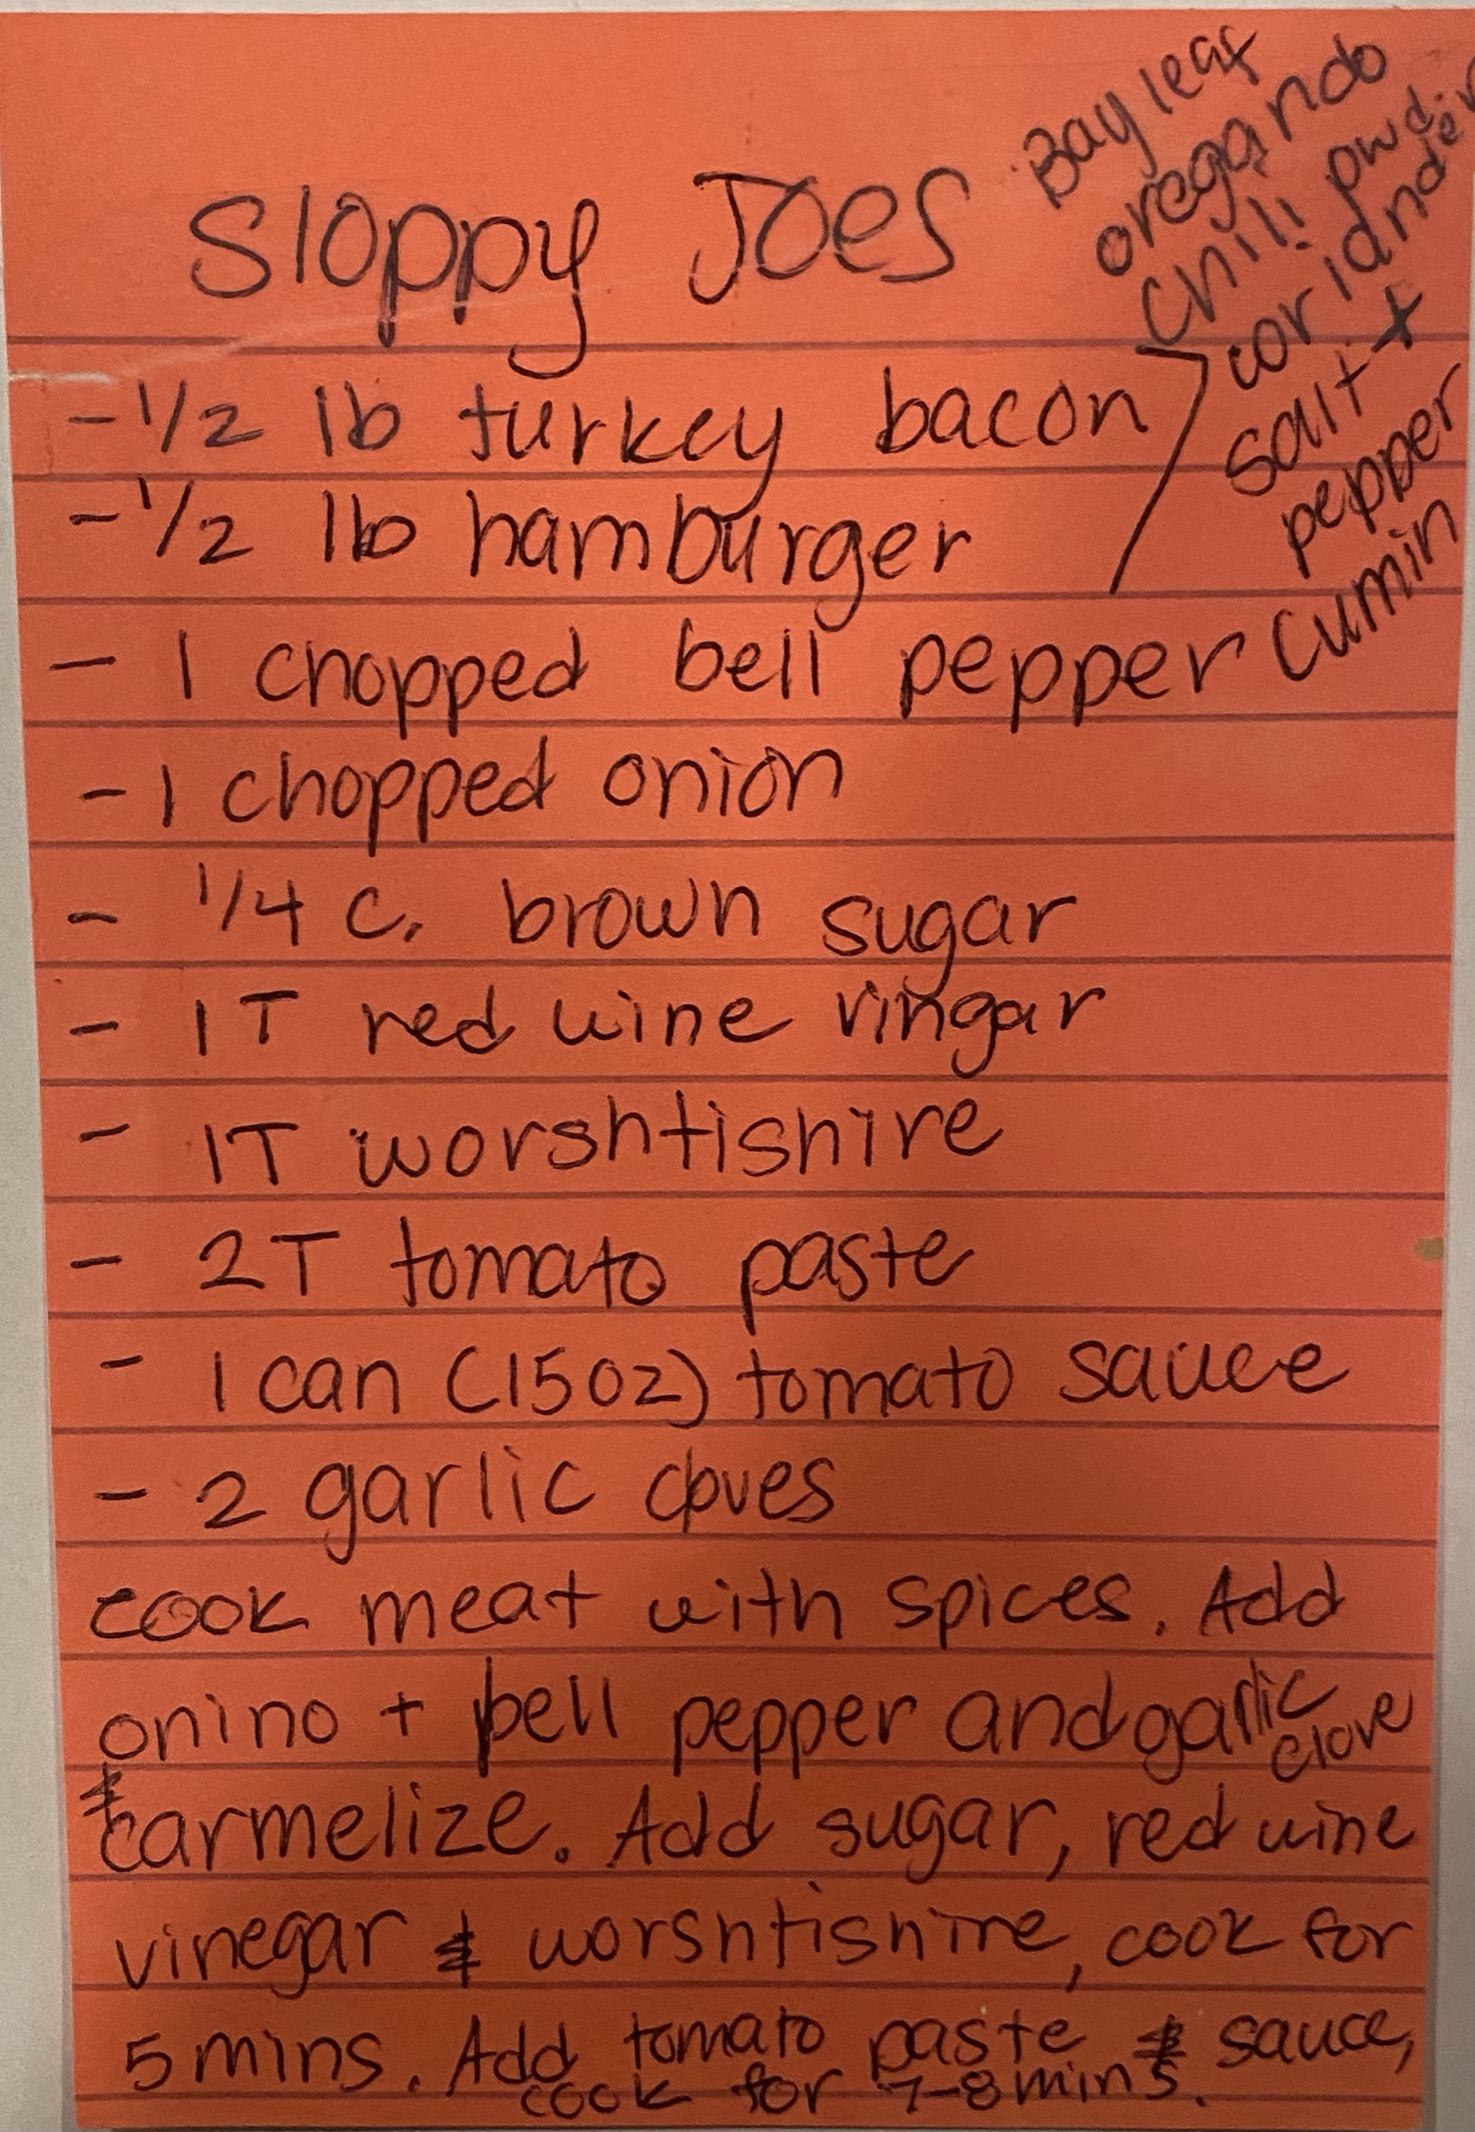 Sloppy Joes
Bay leaf
oregando
chili pwd.
coridnder
salt +
pepper
cumin
- 1/2 lb turkey bacon
- 1/2 lb hamburger
- 1 chopped bell pepper
- 1 chopped onion
- 1/4 c. brown sugar
- 1T red wine vingar
- 1T worshtishire
- 2T tomato paste
- 1 can (15oz) tomato sauce
- 2 garlic cloves
cook meat with spices. Add
onino + bell pepper and garlic clove
& carmelize. Add sugar, red wine
vinegar & worshtishire, cook for
5 mins. Add tomato paste & sauce,
cook for 7-8 mins.